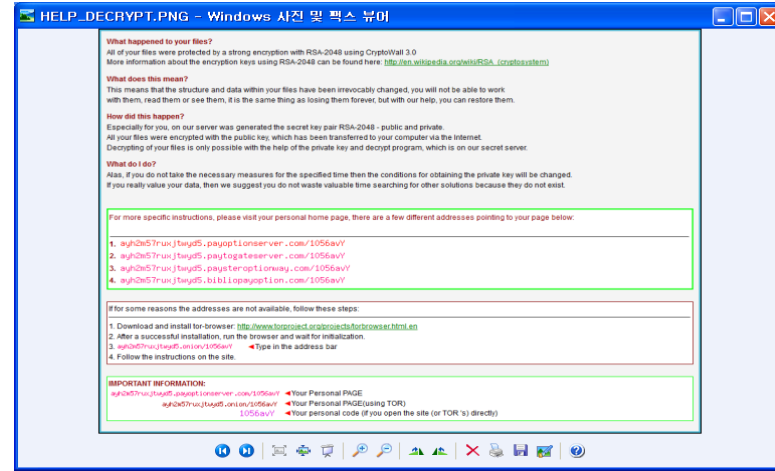 HELP_DECRYPT.PNG - Windows 사진 및 팩스 뷰어
What happened to your files?
All of your files were protected by a strong encryption with RSA-2048 using CryptoWall 3.0
More information about the encryption keys using RSA-2048 can be found here: http://en.wikipedia.org/wiki/RSA_(cryptosystem)
What does this mean?
This means that the structure and data within your files have been irrevocably changed, you will not be able to work
with them, read them or see them, it is the same thing as losing them forever, but with our help, you can restore them.
How did this happen?
Especially for you, on our server was generated the secret key pair RSA-2048 - public and private.
All your files were encrypted with the public key, which has been transferred to your computer via the Internet.
Decrypting of your files is only possible with the help of the private key and decrypt program, which is on our secret server.
What do I do?
Alas, if you do not take the necessary measures for the specified time then the conditions for obtaining the private key will be changed.
If you really value your data, then we suggest you do not waste valuable time searching for other solutions because they do not exist.
For more specific instructions, please visit your personal home page, there are a few different addresses pointing to your page below:
1. ayh2m57ruxjtwyd5.payoptionserver.com/1056avY
2. ayh2m57ruxjtwyd5.paytogateserver.com/1056avY
3. ayh2m57ruxjtwyd5.paysteroptionway.com/1056avY
4. ayh2m57ruxjtwyd5.bibliopayoption.com/1056avY
If for some reasons the addresses are not available, follow these steps:
1. Download and install tor-browser: http://www.torproject.org/projects/torbrowser.html.en
2. After a successful installation, run the browser and wait for initialization.
3. ayh2m57ruxjtwyd5.onion/1056avY ◄Type in the address bar
4. Follow the instructions on the site.
IMPORTANT INFORMATION:
ayh2m57ruxjtwyd5.payoptionserver.com/1056avY ◄Your Personal PAGE
ayh2m57ruxjtwyd5.onion/1056avY ◄Your Personal PAGE(using TOR)
1056avY ◄Your personal code (if you open the site (or TOR 's) directly)